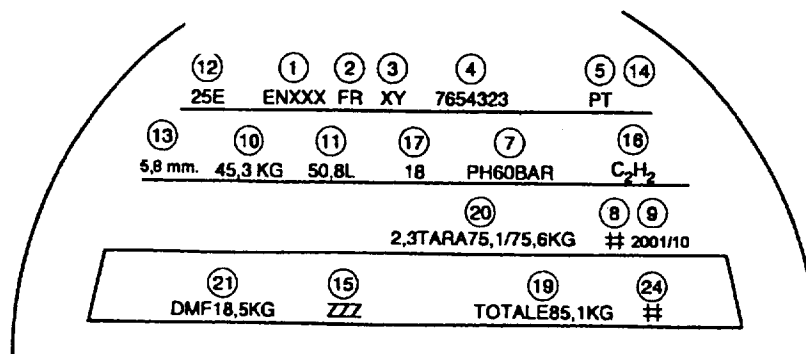 12 1 2 3 4 5 14
25E ENXXX FR XY 7654323 PT
13 10 11 17 7 16
5,8 mm. 45,3 KG 50,8L 18 PH60BAR C₂H₂
20 8 9
2,3TARA75,1/75,6KG # 2001/10
21 15 19 24
DMF18,5KG ZZZ TOTALE85,1KG #